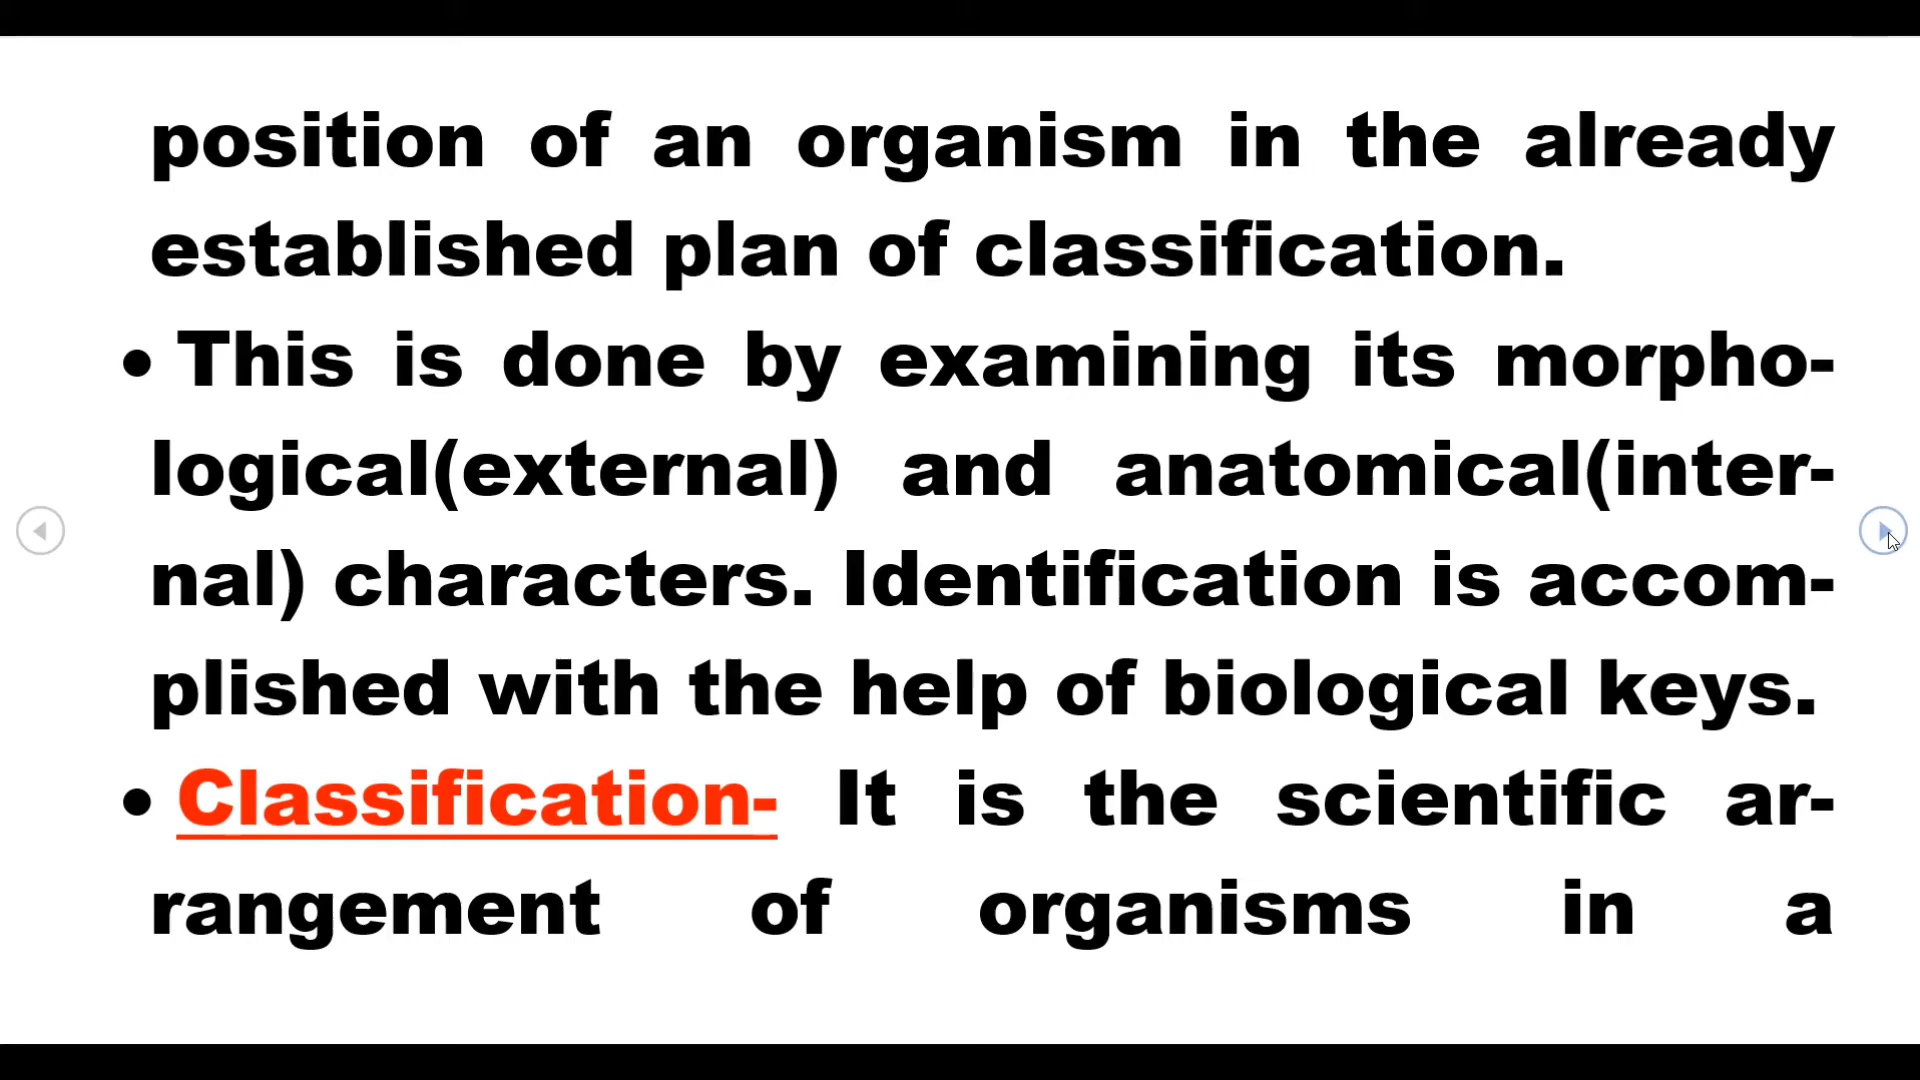 position of an organism in the already
established plan of classification.
• This is done by examining its morpho-
logical(external) and anatomical(inter-
nal) characters. Identification is accom-
plished with the help of biological keys.
• Classification- It is the scientific ar-
rangement of organisms in a